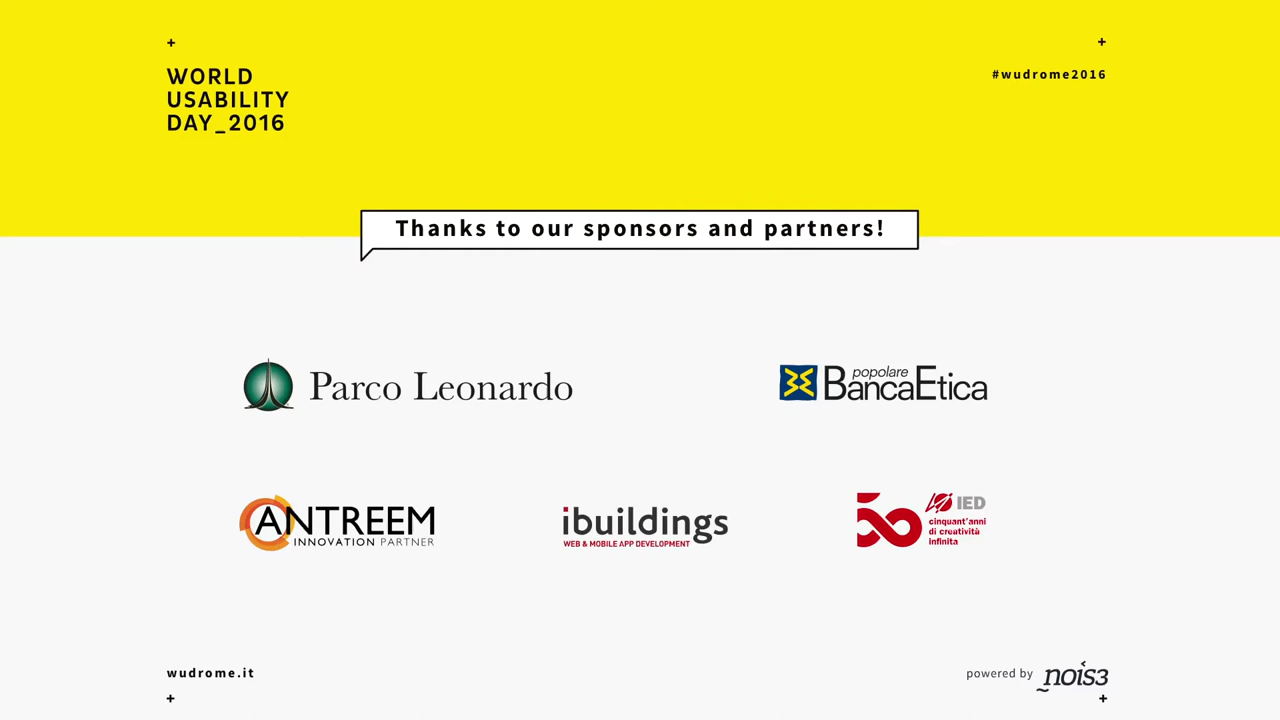 WORLD
USABILITY
DAY_2016
#wudrome2016
Thanks to our sponsors and partners!
Parco Leonardo
popolare
BancaEtica
ANTREEM
INNOVATION PARTNER
ibuildings
WEB & MOBILE APP DEVELOPMENT
50
IED
cinquant'anni
di creatività
infinita
wudrome.it
powered by nois3